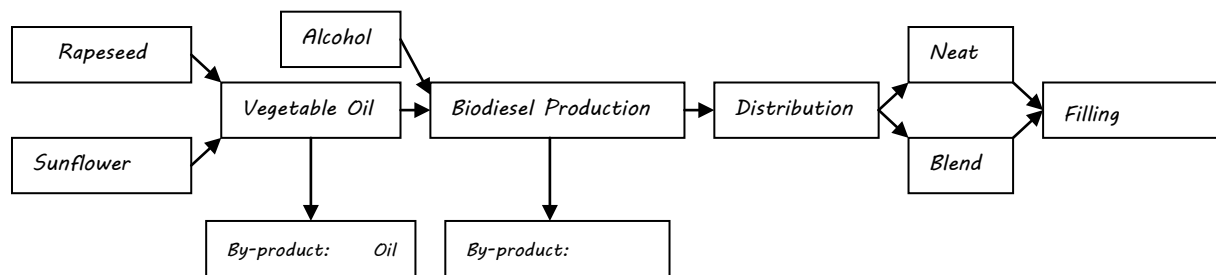 Rapeseed
Alcohol
Neat
Vegetable Oil
Biodiesel Production
Distribution
Filling
Sunflower
Blend
By-product: Oil
By-product: